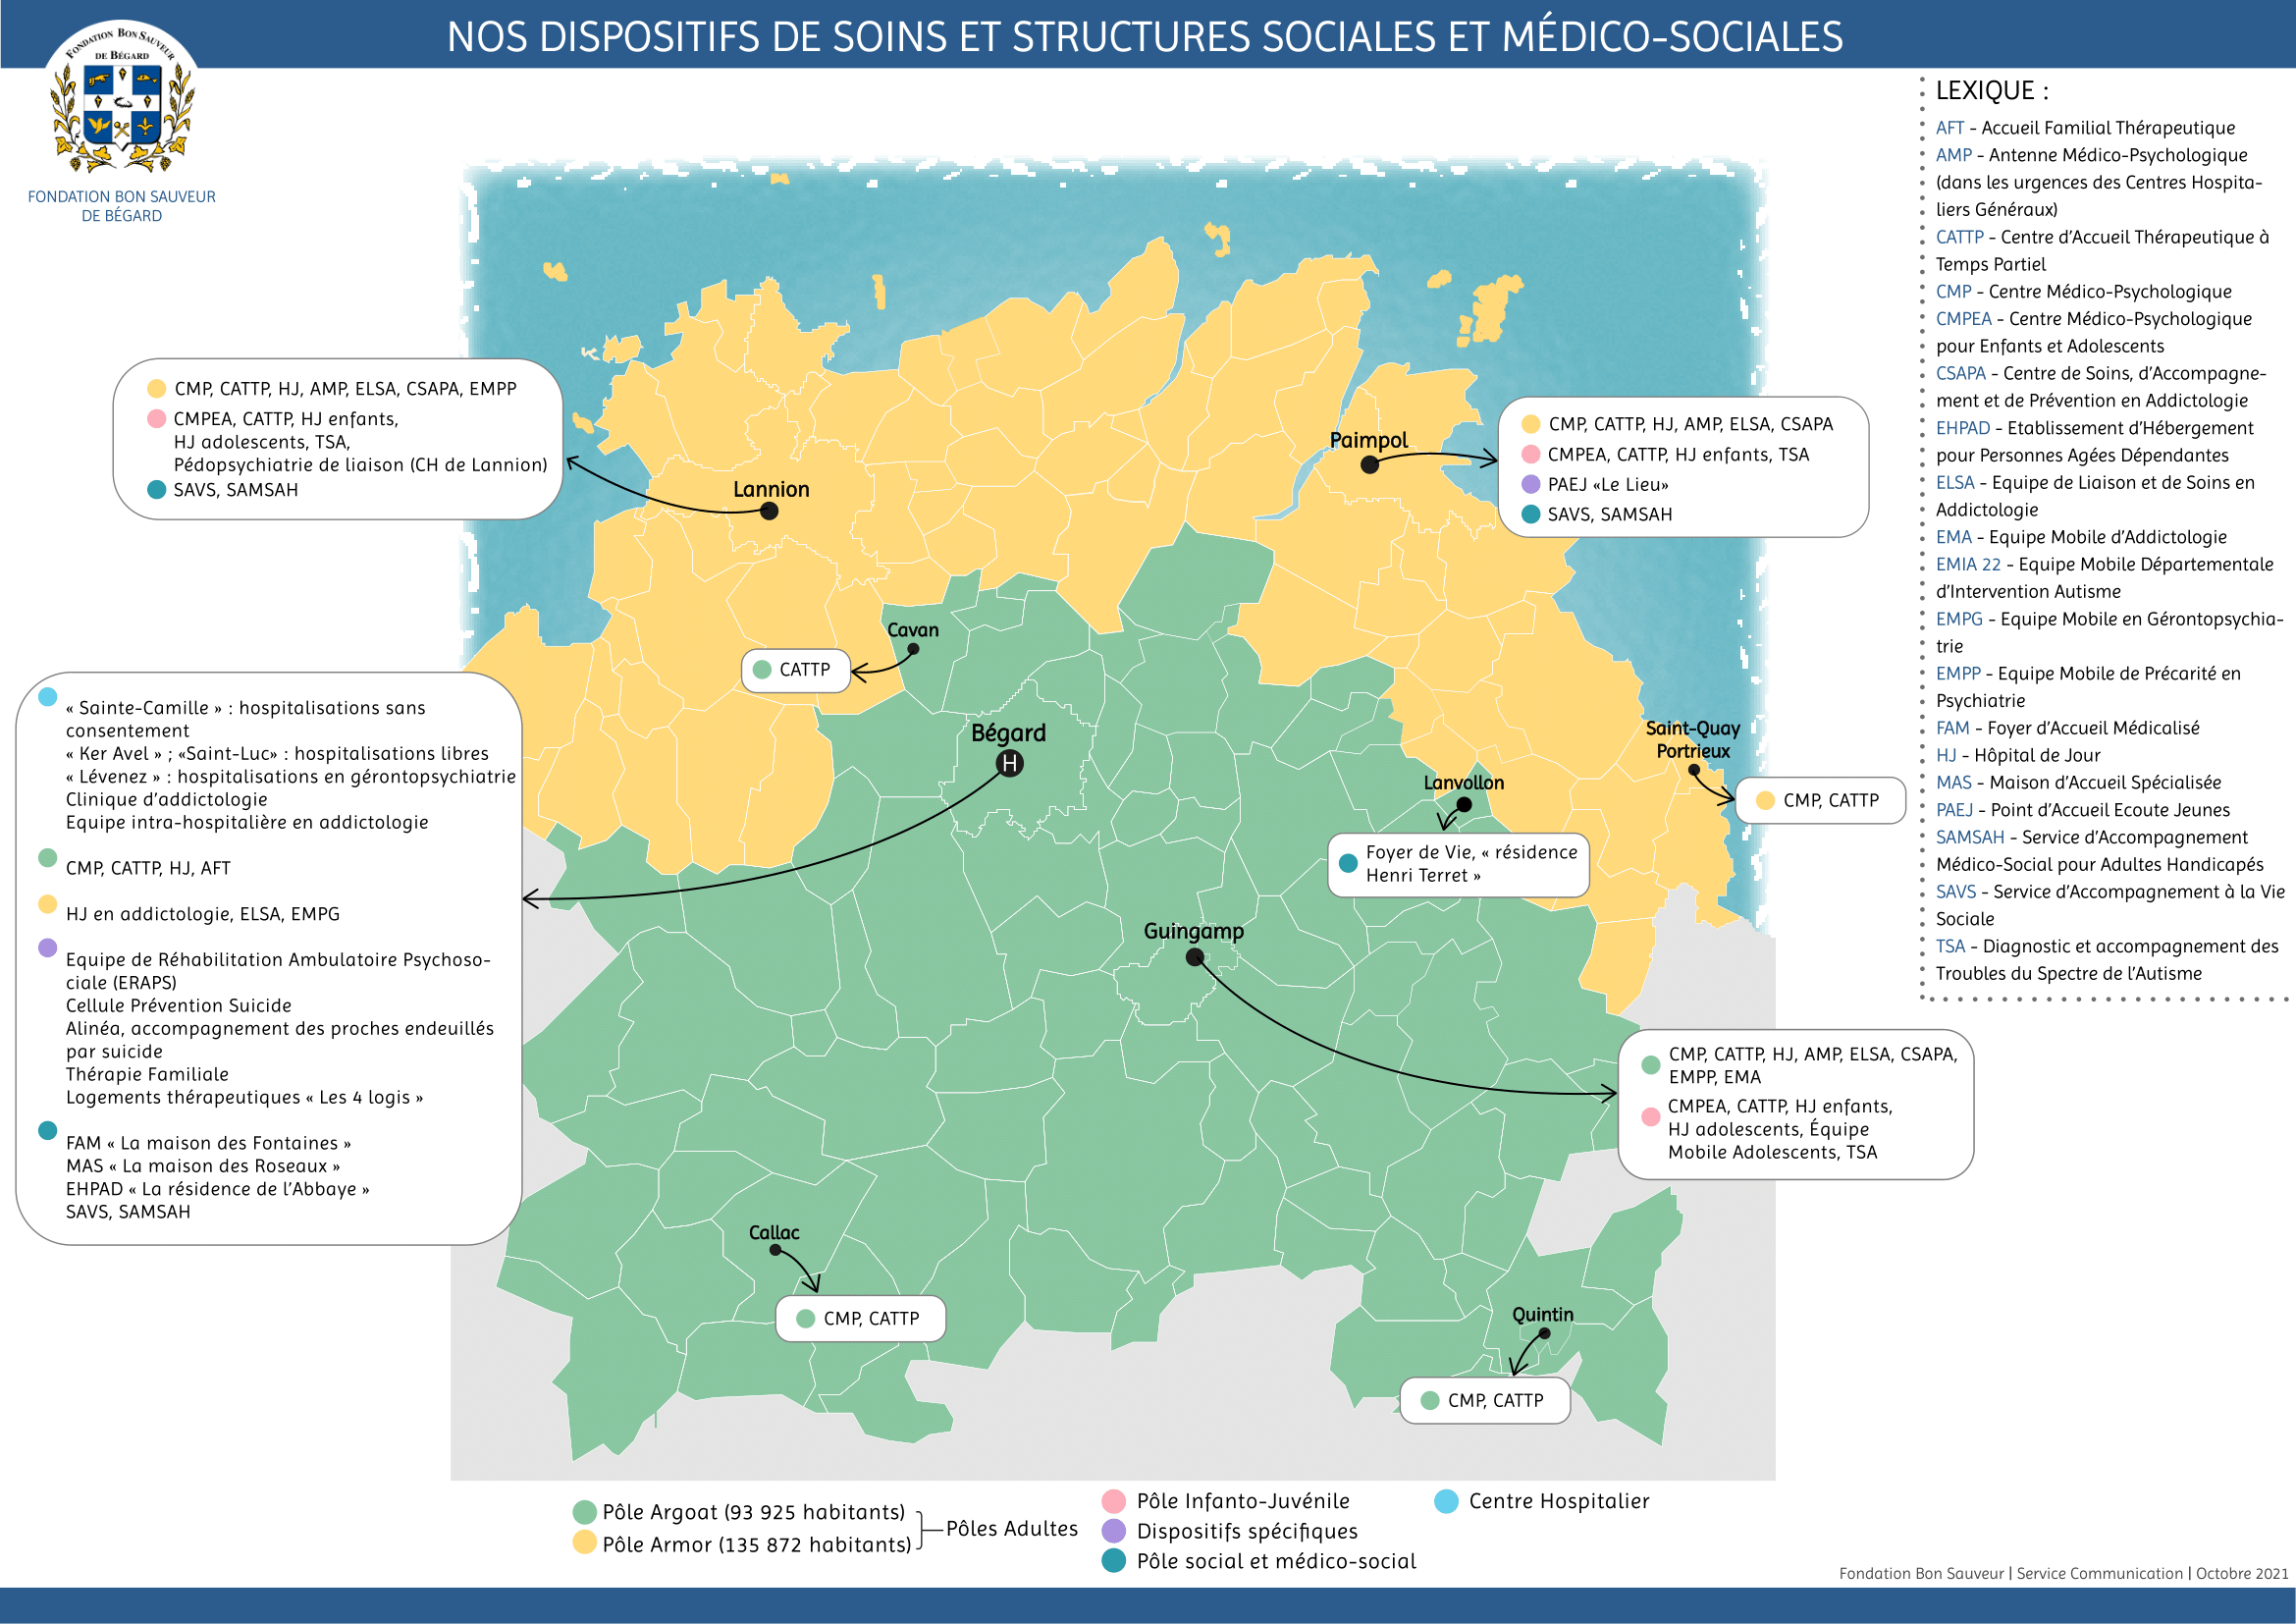 NOS DISPOSITIFS DE SOINS ET STRUCTURES SOCIALES ET MÉDICO-SOCIALES
FONDATION BON SAUVEUR
DE BÉGARD
FONDATION BON SAUVEUR
DE BÉGARD
LEXIQUE :
AFT - Accueil Familial Thérapeutique
AMP - Antenne Médico-Psychologique
(dans les urgences des Centres Hospita-
liers Généraux)
CATTP - Centre d'Accueil Thérapeutique à
Temps Partiel
CMP - Centre Médico-Psychologique
CMPEA - Centre Médico-Psychologique
pour Enfants et Adolescents
CSAPA - Centre de Soins, d'Accompagne-
ment et de Prévention en Addictologie
EHPAD - Etablissement d'Hébergement
pour Personnes Agées Dépendantes
ELSA - Equipe de Liaison et de Soins en
Addictologie
EMA - Equipe Mobile d'Addictologie
EMIA 22 - Equipe Mobile Départementale
d'Intervention Autisme
EMPG - Equipe Mobile en Gérontopsychia-
trie
EMPP - Equipe Mobile de Précarité en
Psychiatrie
FAM - Foyer d'Accueil Médicalisé
HJ - Hôpital de Jour
MAS - Maison d'Accueil Spécialisée
PAEJ - Point d'Accueil Ecoute Jeunes
SAMSAH - Service d'Accompagnement
Médico-Social pour Adultes Handicapés
SAVS - Service d'Accompagnement à la Vie
Sociale
TSA - Diagnostic et accompagnement des
Troubles du Spectre de l'Autisme
CMP, CATTP, HJ, AMP, ELSA, CSAPA, EMPP
CMPEA, CATTP, HJ enfants,
HJ adolescents, TSA,
Pédopsychiatrie de liaison (CH de Lannion)
SAVS, SAMSAH
Lannion
Paimpol
CMP, CATTP, HJ, AMP, ELSA, CSAPA
CMPEA, CATTP, HJ enfants, TSA
PAEJ «Le Lieu»
SAVS, SAMSAH
Cavan
CATTP
« Sainte-Camille » : hospitalisations sans
consentement
« Ker Avel » ; «Saint-Luc» : hospitalisations libres
« Lévenez » : hospitalisations en gérontopsychiatrie
Clinique d'addictologie
Equipe intra-hospitalière en addictologie
CMP, CATTP, HJ, AFT
HJ en addictologie, ELSA, EMPG
Equipe de Réhabilitation Ambulatoire Psychoso-
ciale (ERAPS)
Cellule Prévention Suicide
Alinéa, accompagnement des proches endeuillés
par suicide
Thérapie Familiale
Logements thérapeutiques « Les 4 logis »
FAM « La maison des Fontaines »
MAS « La maison des Roseaux »
EHPAD « La résidence de l'Abbaye »
SAVS, SAMSAH
Bégard
H
Saint-Quay
Portrieux
CMP, CATTP
Lanvollon
Foyer de Vie, « résidence
Henri Terret »
Guingamp
CMP, CATTP, HJ, AMP, ELSA, CSAPA,
EMPP, EMA
CMPEA, CATTP, HJ enfants,
HJ adolescents, Équipe
Mobile Adolescents, TSA
Callac
CMP, CATTP
Quintin
CMP, CATTP
Pôle Argoat (93 925 habitants)
Pôle Armor (135 872 habitants)
Pôles Adultes
Pôle Infanto-Juvénile
Dispositifs spécifiques
Pôle social et médico-social
Centre Hospitalier
Fondation Bon Sauveur | Service Communication | Octobre 2021